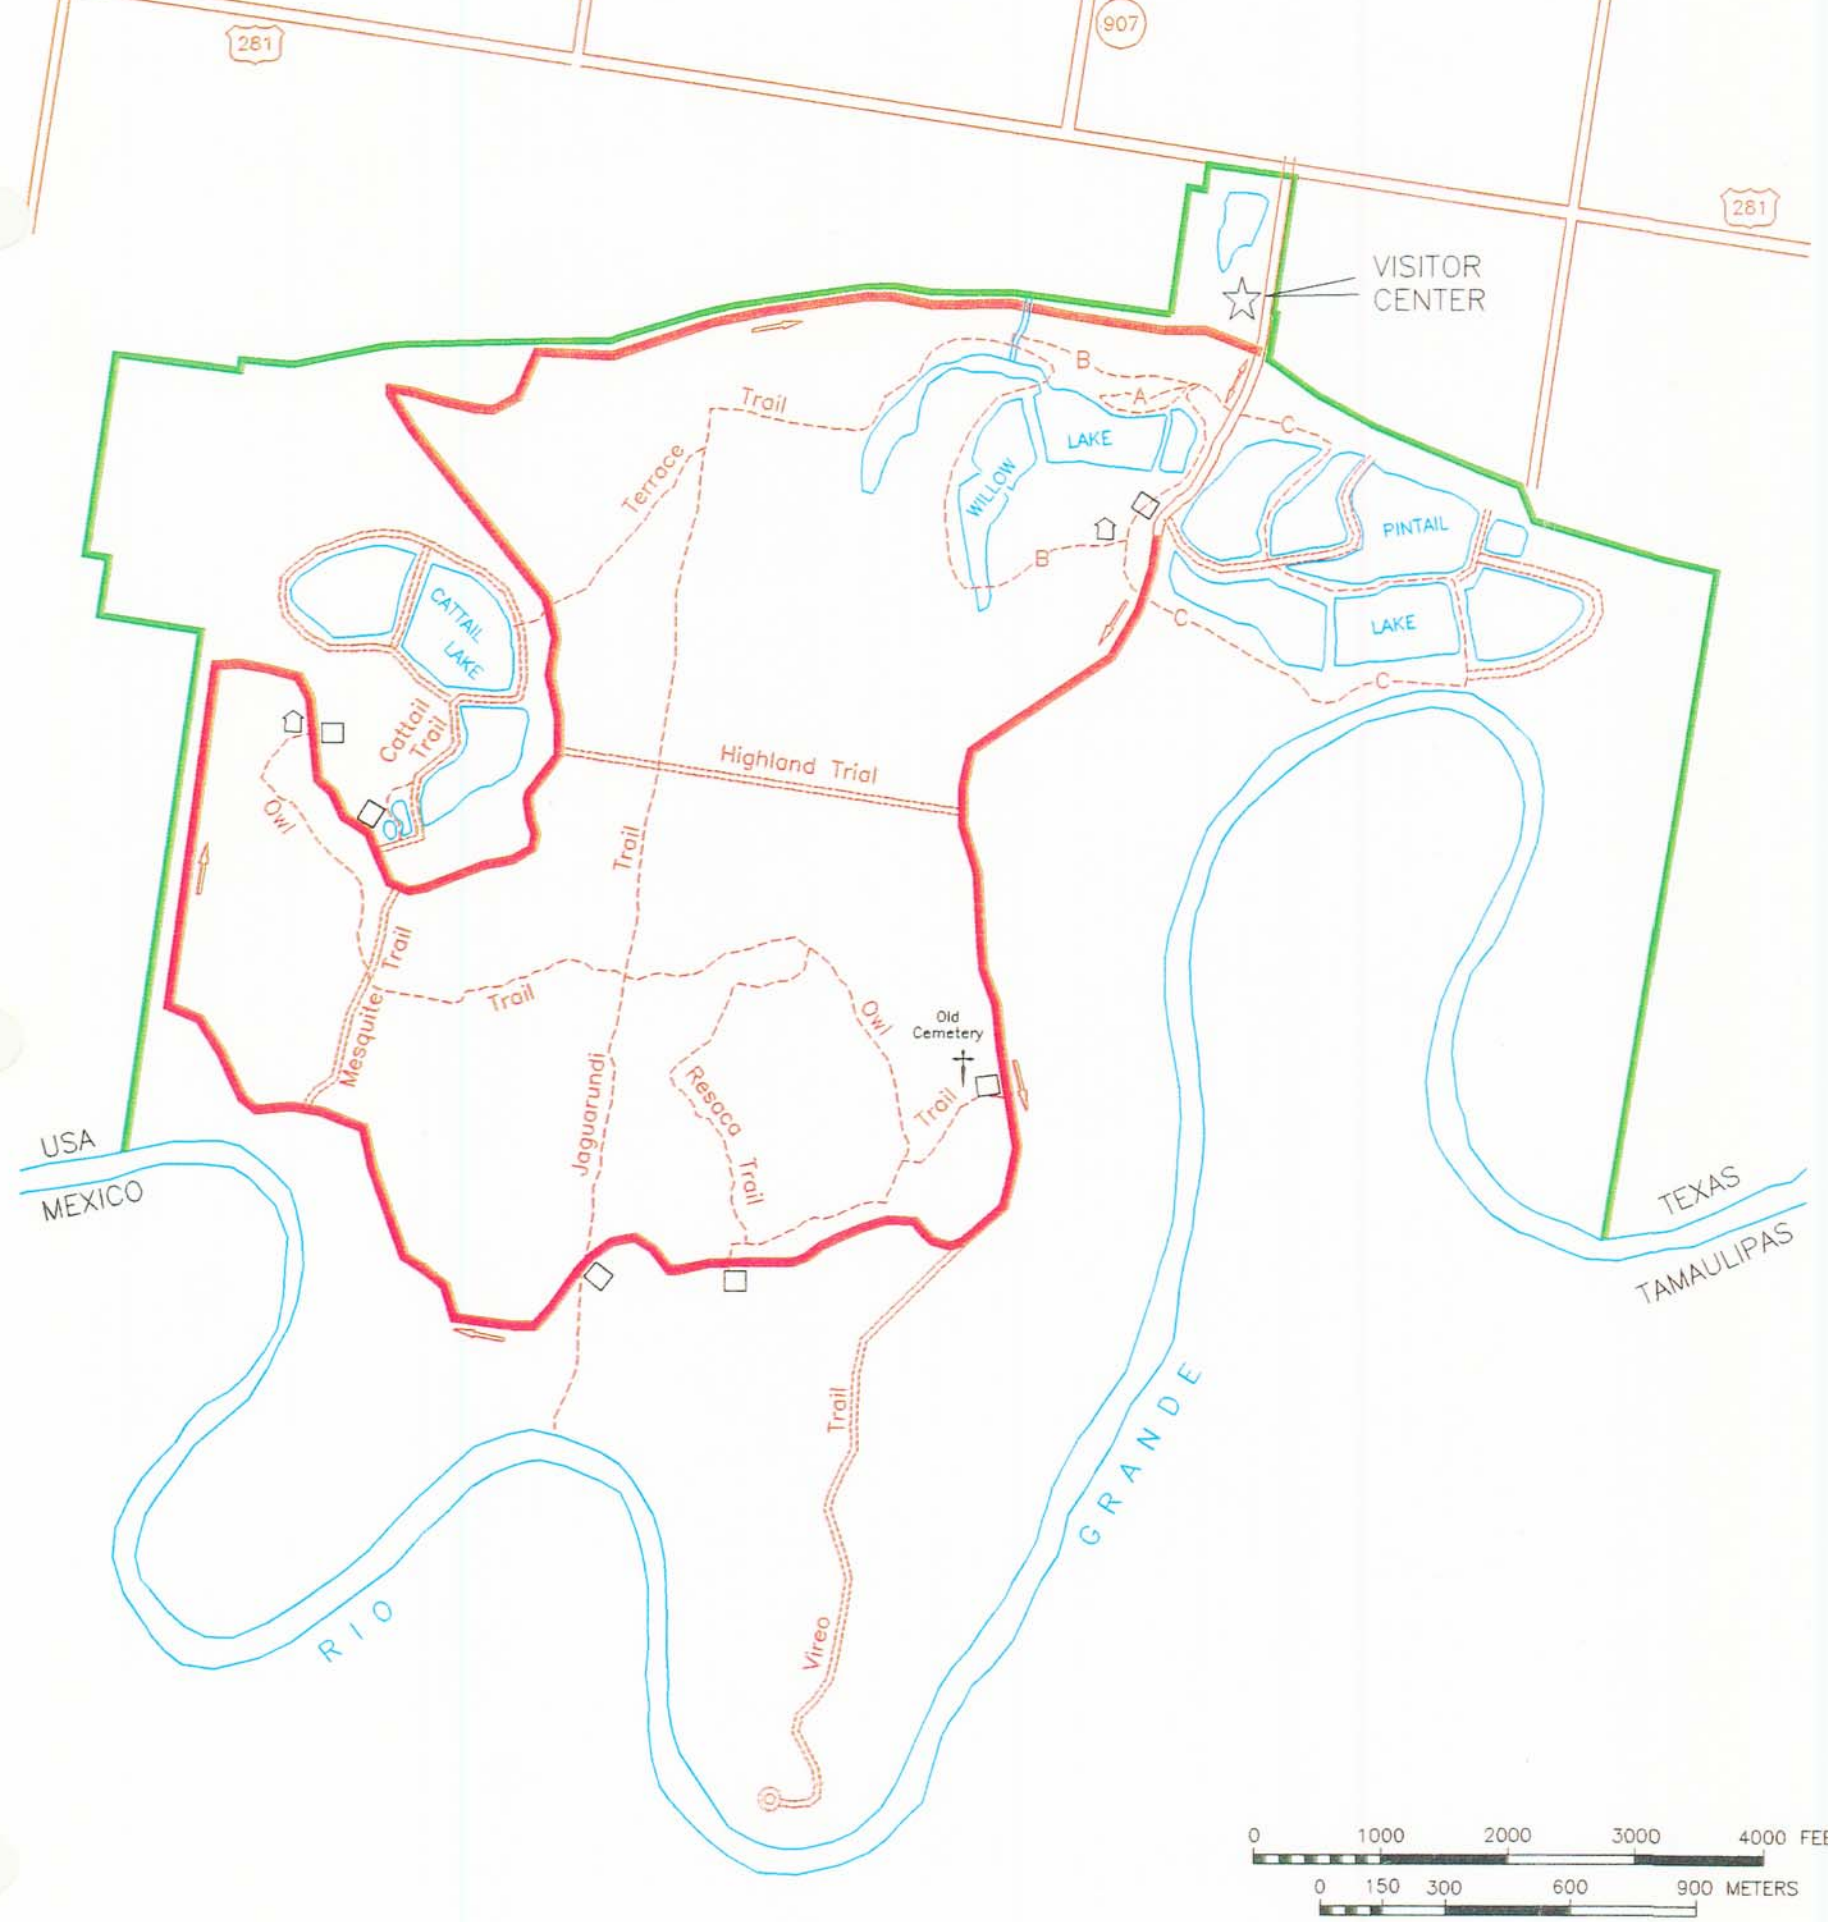 281
907
281
VISITOR
CENTER
B
Trail
A
C
LAKE
Terrace
WILLOW
PINTAIL
B
CATTAIL
LAKE
C
LAKE
C
Cattail
Trail
Highland Trial
Owl
Trail
Trail
Mesquite
Trail
Owl
Old
Cemetery
Jaguarundi
Resaca
Trail
Trail
USA
MEXICO
TEXAS
TAMAULIPAS
Trail
GRANDE
RIO
Vireo
0 1000 2000 3000 4000 FEE
0 150 300 600 900 METERS